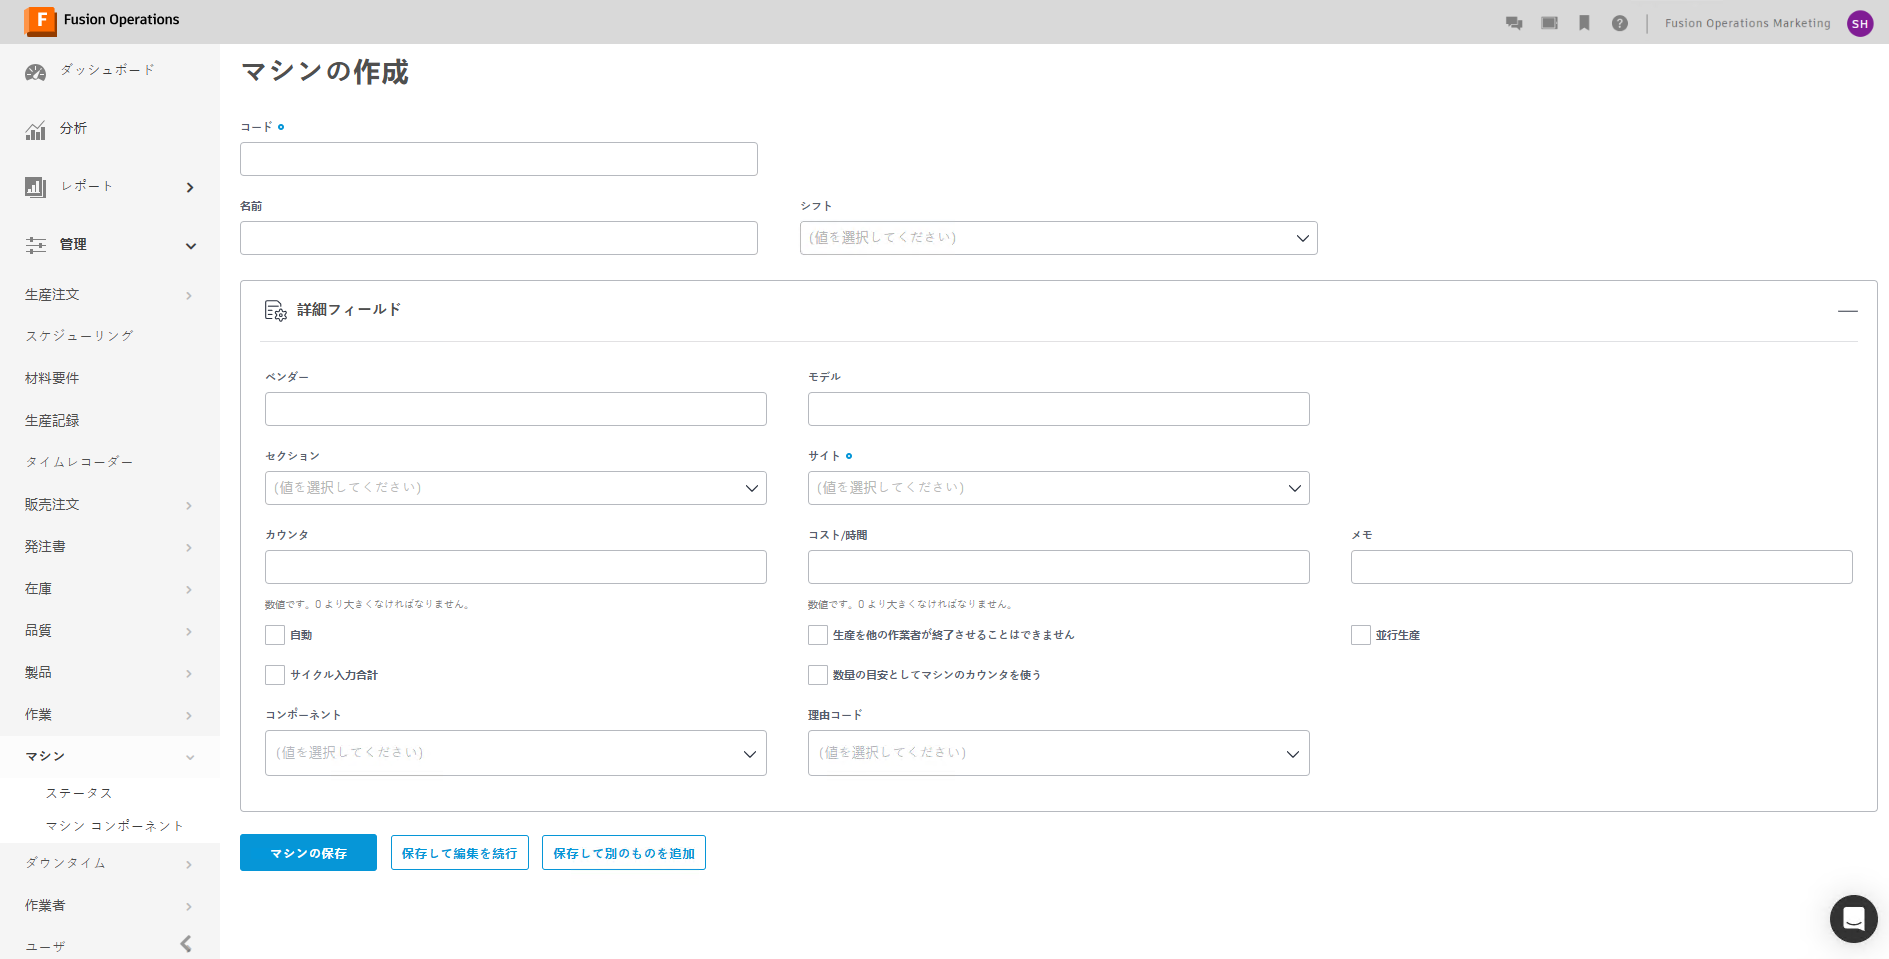 F Fusion Operations
Fusion Operations Marketing SH
ダッシュボード
分析
レポート
管理
生産注文
スケジューリング
材料要件
生産記録
タイムレコーダー
販売注文
発注書
在庫
品質
製品
作業
マシン
ステータス
マシン コンポーネント
ダウンタイム
作業者
ユーザ
マシンの作成
コード
名前
シフト
(値を選択してください)
詳細フィールド
ベンダー
モデル
セクション
サイト
(値を選択してください)
(値を選択してください)
カウンタ
コスト/時間
メモ
数値です。0 より大きくなければなりません。
数値です。0 より大きくなければなりません。
自動
生産を他の作業者が終了させることはできません
並行生産
サイクル入力合計
数量の目安としてマシンのカウンタを使う
コンポーネント
理由コード
(値を選択してください)
(値を選択してください)
マシンの保存
保存して編集を続行
保存して別のものを追加